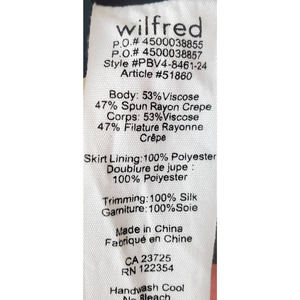 wilfred
P.O.# 4500038855
P.O.# 4500038857
Style #PBV4-8461-24
Article #51860
Body: 53%Viscose
47% Spun Rayon Crepe
Corps: 53%Viscose
47% Filature Rayonne
Crêpe
Skirt Lining:100% Polyester
Doublure de jupe :
100% Polyester
Trimming:100% Silk
Garniture:100%Soie
Made in China
Fabriqué en Chine
CA 23725
RN 122354
Handwash Cool
No Bleach